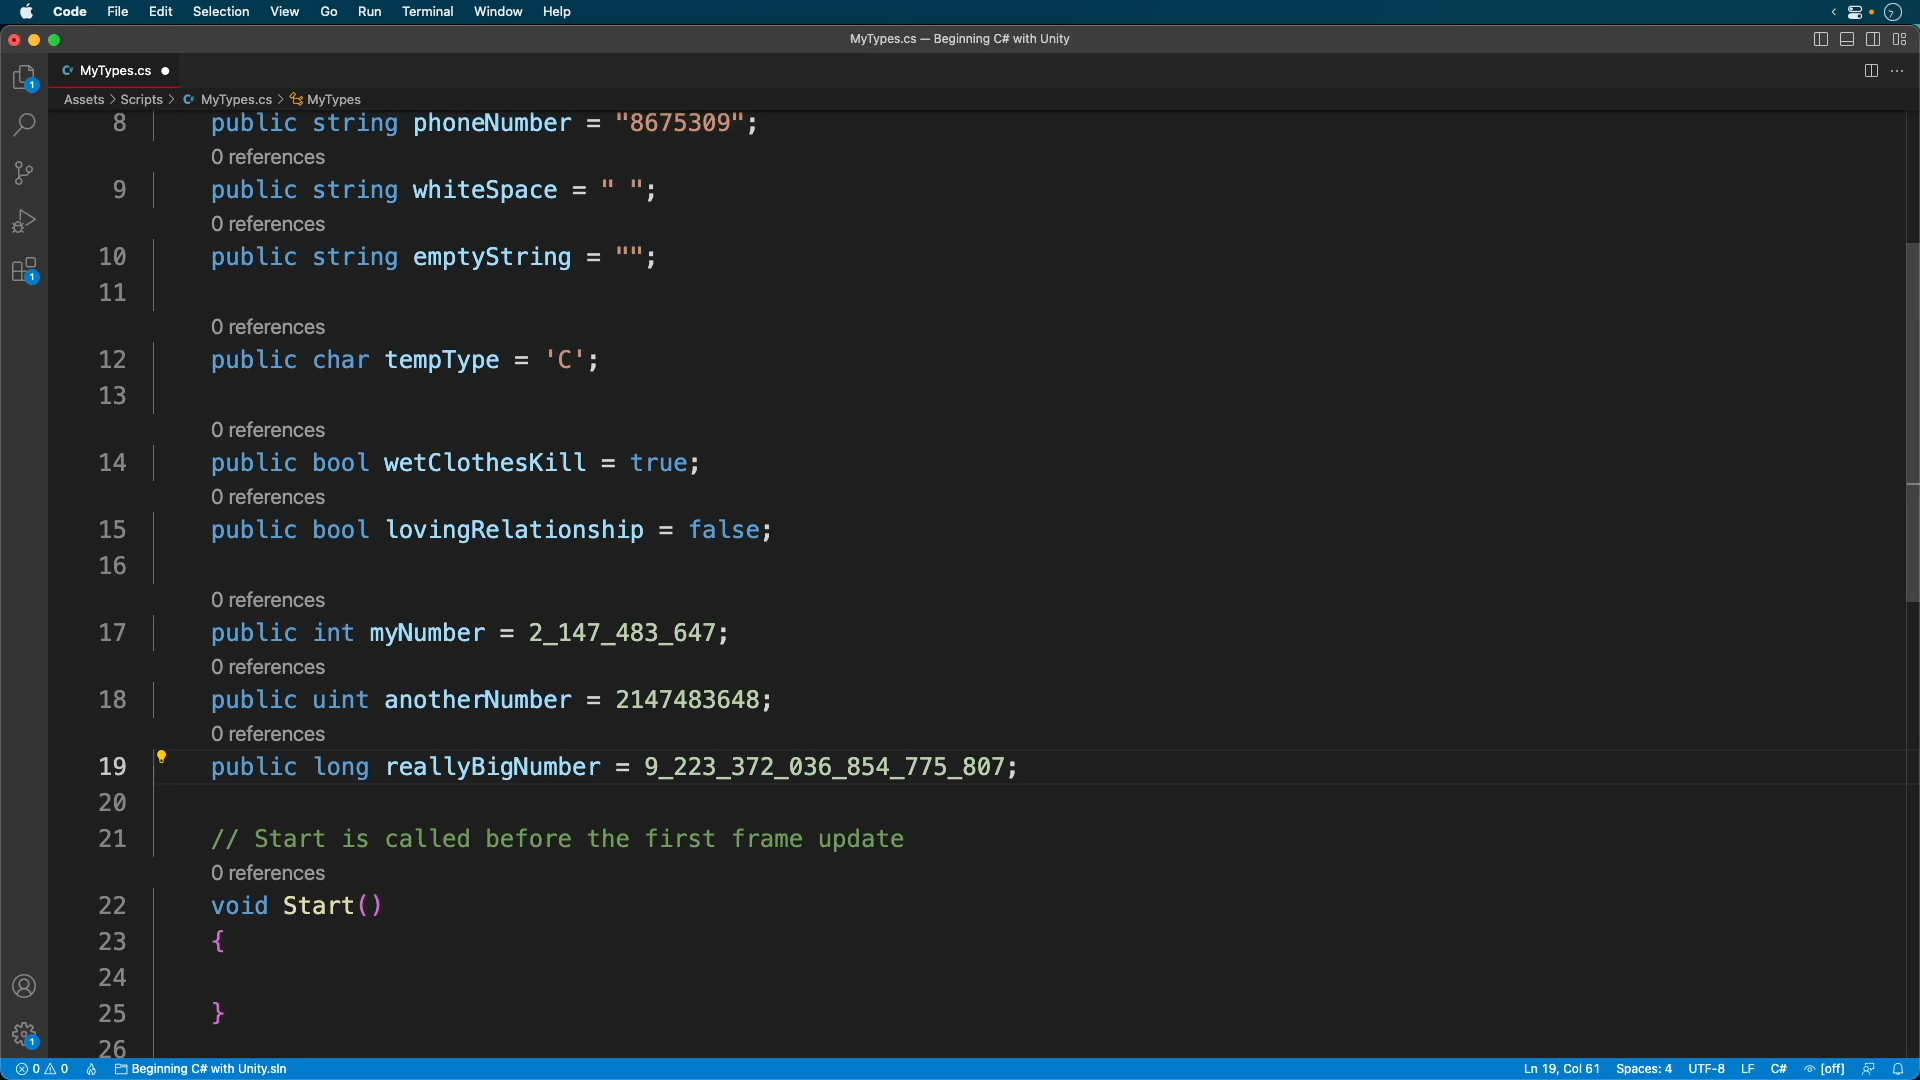 Code File Edit Selection View Go Run Terminal Window Help
MyTypes.cs — Beginning C# with Unity
MyTypes.cs
Assets > Scripts > MyTypes.cs > MyTypes
8 public string phoneNumber = "8675309";
0 references
9 public string whiteSpace = " ";
0 references
10 public string emptyString = "";
11
0 references
12 public char tempType = 'C';
13
0 references
14 public bool wetClothesKill = true;
0 references
15 public bool lovingRelationship = false;
16
0 references
17 public int myNumber = 2_147_483_647;
0 references
18 public uint anotherNumber = 2147483648;
0 references
19 public long reallyBigNumber = 9_223_372_036_854_775_807;
20
21 // Start is called before the first frame update
0 references
22 void Start()
23 {
24
25 }
26
1
1
1
0 0 Beginning C# with Unity.sln Ln 19, Col 61 Spaces: 4 UTF-8 LF C# [off]